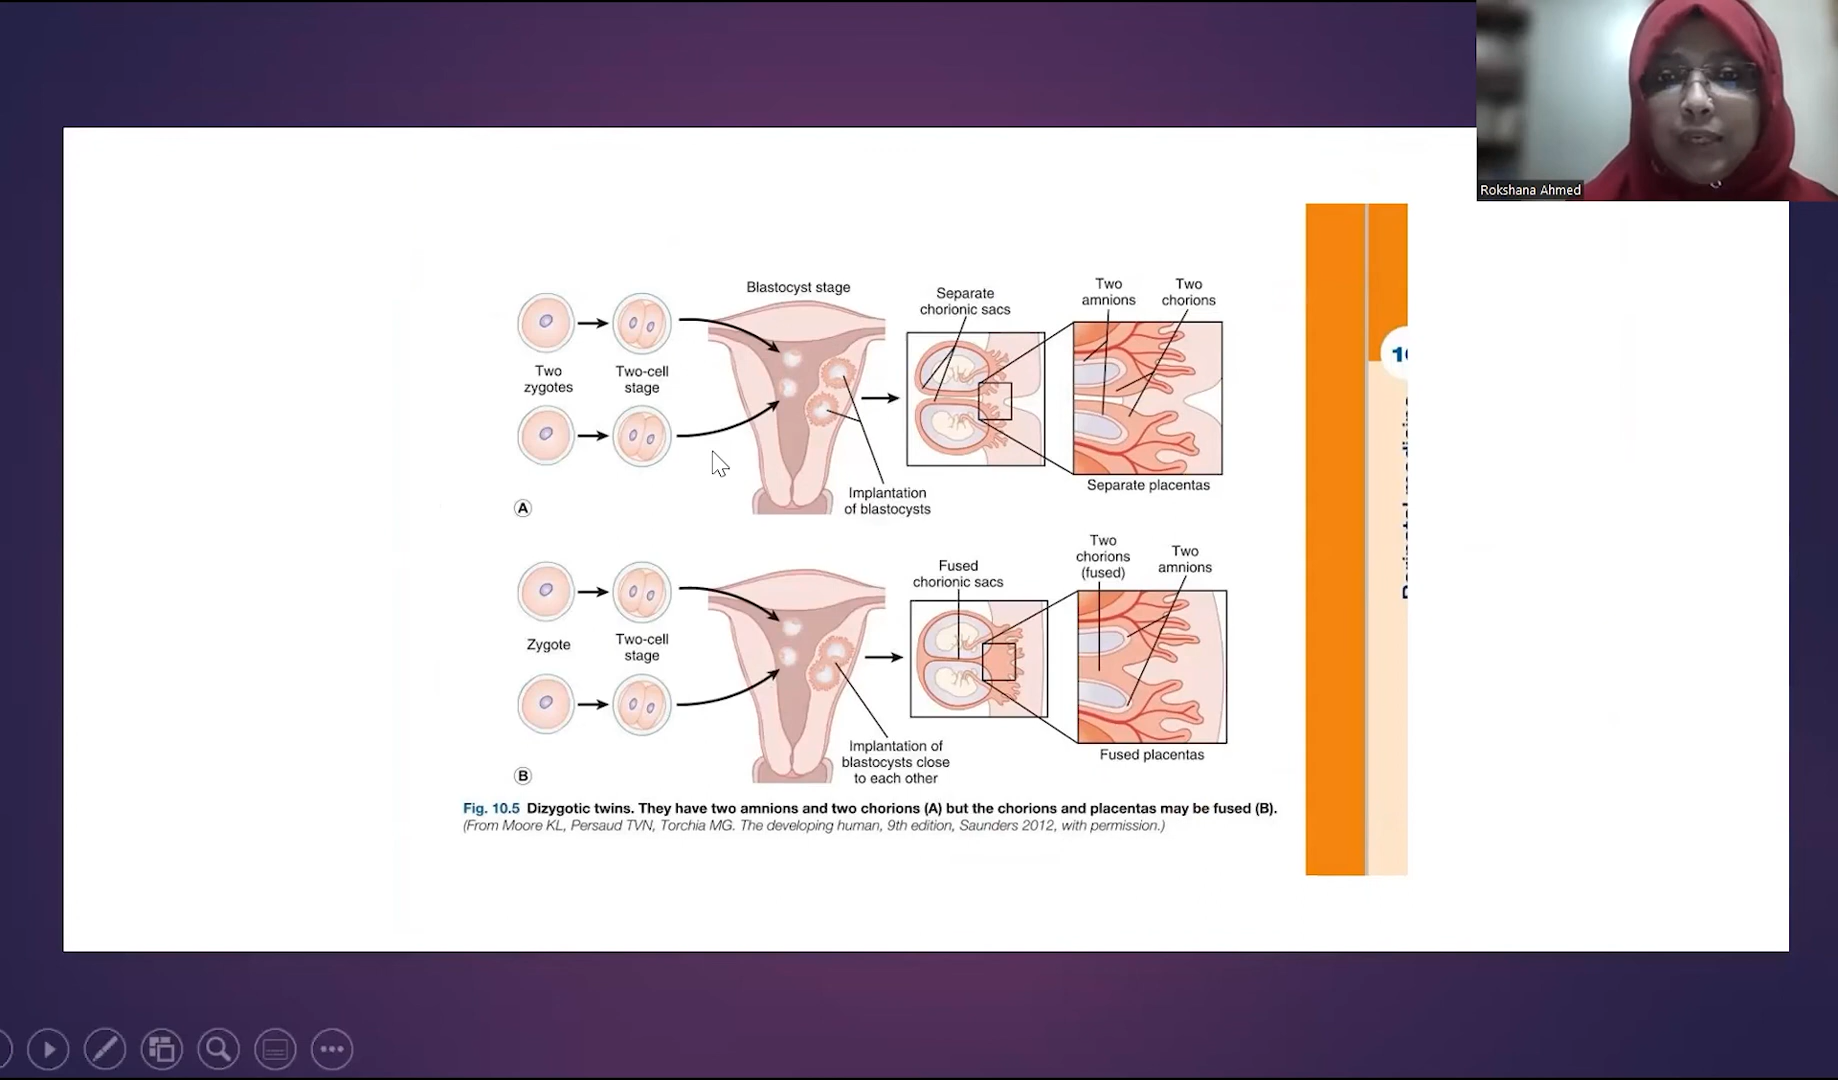 Rokshana Ahmed
Blastocyst stage
Two
zygotes
Two-cell
stage
Separate
chorionic sacs
Two
amnions
Two
chorions
Implantation
of blastocysts
Separate placentas
A
Zygote
Two-cell
stage
Fused
chorionic sacs
Two
chorions
(fused)
Two
amnions
Implantation of
blastocysts close
to each other
Fused placentas
B
Fig. 10.5 Dizygotic twins. They have two amnions and two chorions (A) but the chorions and placentas may be fused (B).
(From Moore KL, Persaud TVN, Torchia MG. The developing human, 9th edition, Saunders 2012, with permission.)